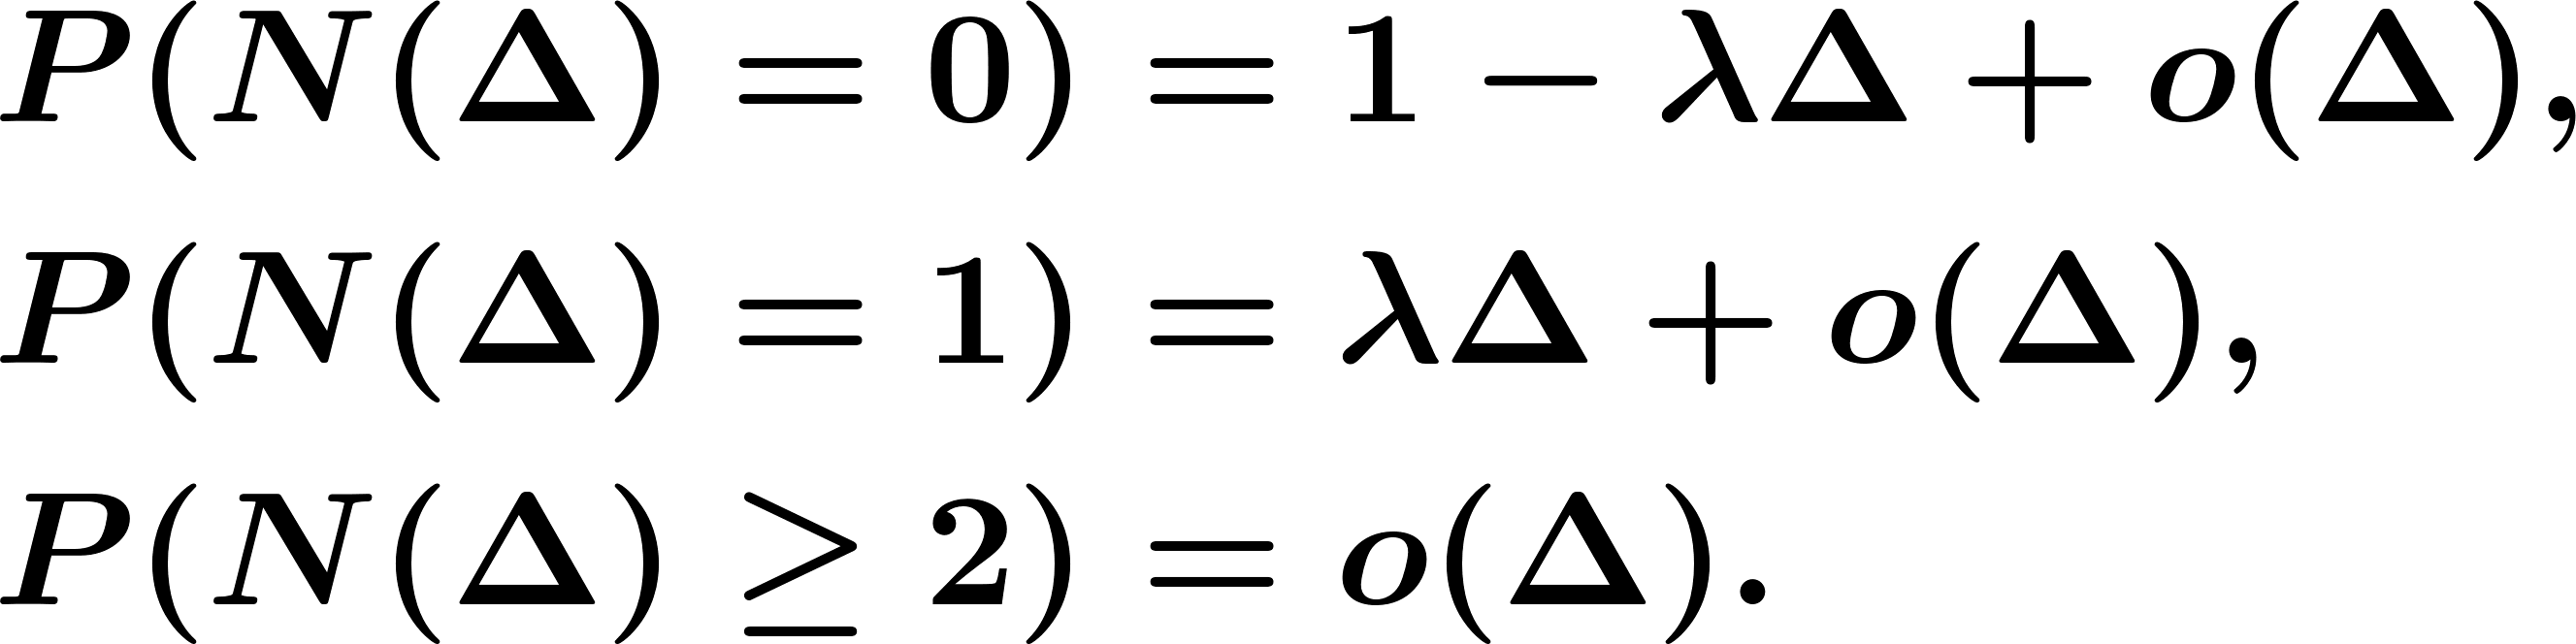 P(N(Δ) = 0) = 1 − λΔ + o(Δ),
P(N(Δ) = 1) = λΔ + o(Δ),
P(N(Δ) ≥ 2) = o(Δ).